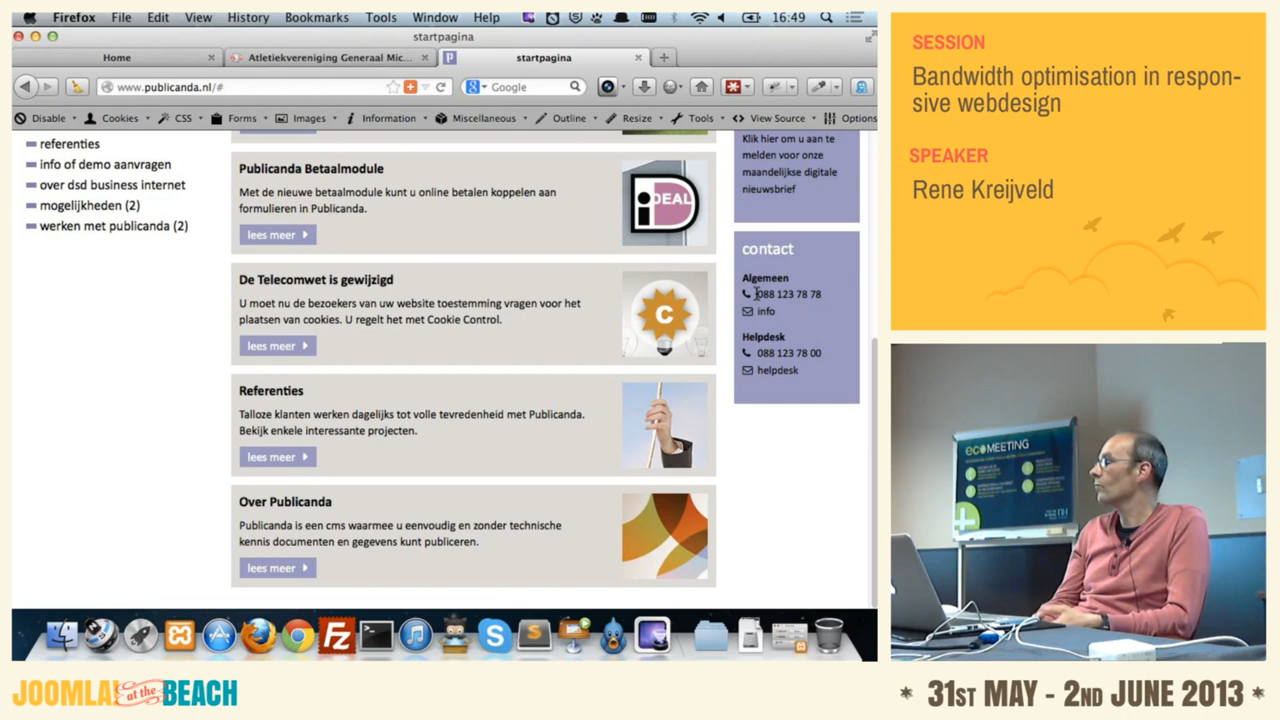 Firefox File Edit View History Bookmarks Tools Window Help 16:49
startpagina
Home
Atletiekvereniging Generaal Mic...
startpagina
www.publicanda.nl/#
Google
Disable Cookies CSS Forms Images Information Miscellaneous Outline Resize Tools View Source Options
referenties
info of demo aanvragen
over dsd business internet
mogelijkheden (2)
werken met publicanda (2)
Publicanda Betaalmodule
Met de nieuwe betaalmodule kunt u online betalen koppelen aan
formulieren in Publicanda.
lees meer
iDEAL
De Telecomwet is gewijzigd
U moet nu de bezoekers van uw website toestemming vragen voor het
plaatsen van cookies. U regelt het met Cookie Control.
lees meer
C
Referenties
Talloze klanten werken dagelijks tot volle tevredenheid met Publicanda.
Bekijk enkele interessante projecten.
lees meer
Over Publicanda
Publicanda is een cms waarmee u eenvoudig en zonder technische
kennis documenten en gegevens kunt publiceren.
lees meer
Klik hier om u aan te
melden voor onze
maandelijkse digitale
nieuwsbrief
contact
Algemeen
088 123 78 78
info
Helpdesk
088 123 78 00
helpdesk
SESSION
Bandwidth optimisation in respon-
sive webdesign
SPEAKER
Rene Kreijveld
ecoMEETING
JOOMLA! at the BEACH
* 31ST MAY - 2ND JUNE 2013 *